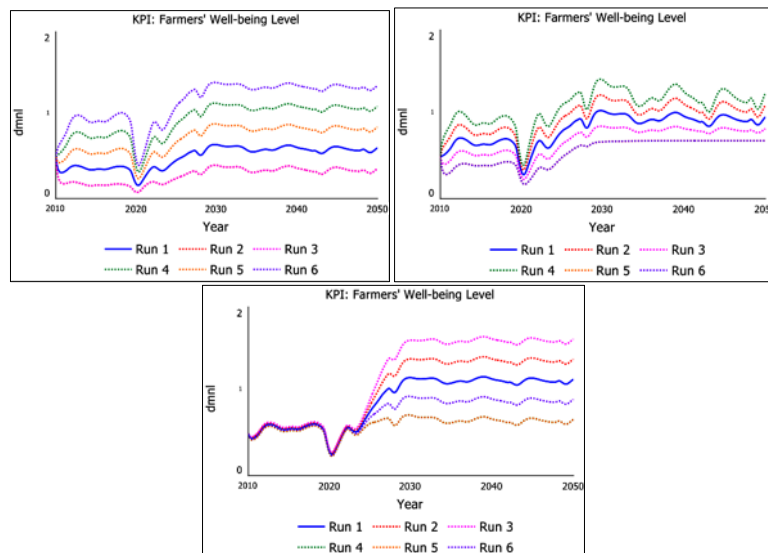 KPI: Farmers' Well-being Level
2
1
0
dmnl
2010 2020 2030 2040 2050
Year
Run 1 Run 2 Run 3
Run 4 Run 5 Run 6
KPI: Farmers' Well-being Level
2
1
0
dmnl
2010 2020 2030 2040 205
Year
Run 1 Run 2 Run 3
Run 4 Run 5 Run 6
KPI: Farmers' Well-being Level
2
1
0
dmnl
2010 2020 2030 2040 2050
Year
Run 1 Run 2 Run 3
Run 4 Run 5 Run 6